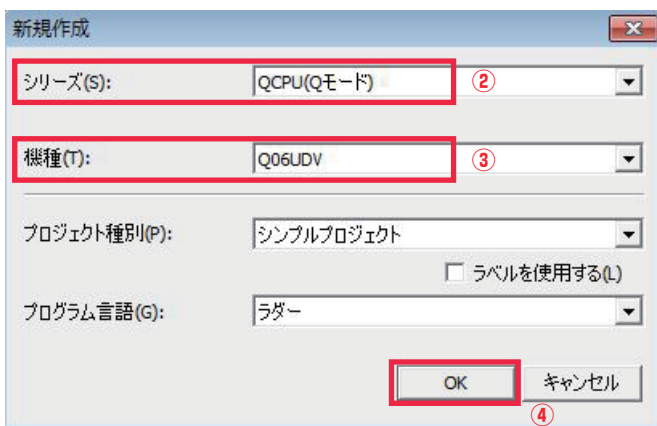 新規作成
シリーズ(S): QCPU(Qモード) ②
機種(T): Q06UDV ③
プロジェクト種別(P): シンプルプロジェクト
ラベルを使用する(L)
プログラム言語(G): ラダー
OK キャンセル
④